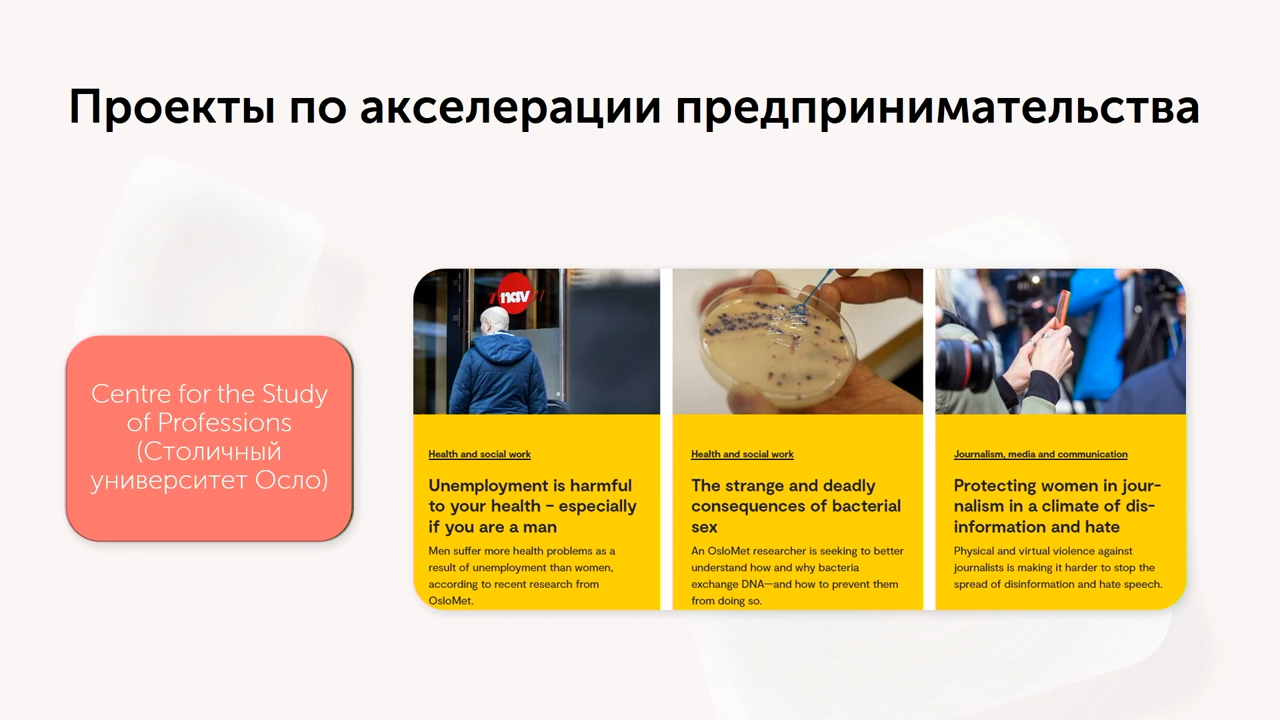 Проекты по акселерации предпринимательства
Centre for the Study
of Professions
(Столичный
университет Осло)
nav
Health and social work
Unemployment is harmful
to your health – especially
if you are a man
Men suffer more health problems as a
result of unemployment than women,
according to recent research from
OsloMet.
Health and social work
The strange and deadly
consequences of bacterial
sex
An OsloMet researcher is seeking to better
understand how and why bacteria
exchange DNA—and how to prevent them
from doing so.
Journalism, media and communication
Protecting women in jour-
nalism in a climate of dis-
information and hate
Physical and virtual violence against
journalists is making it harder to stop the
spread of disinformation and hate speech.